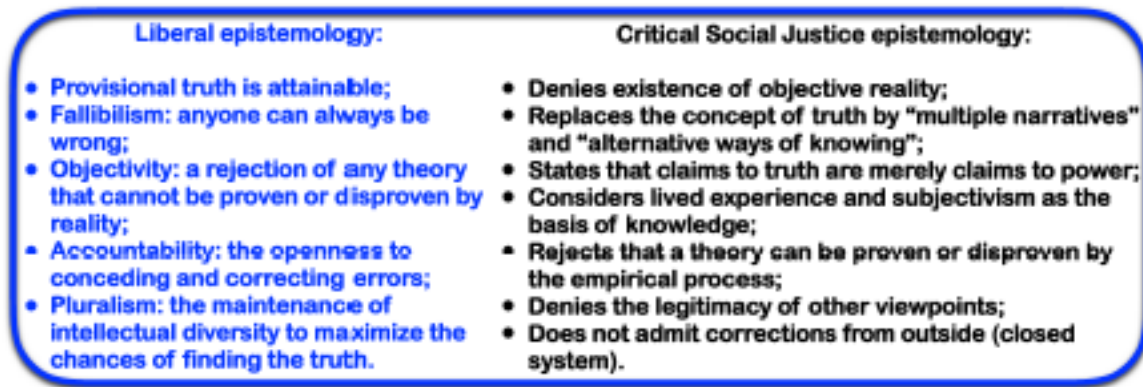 Liberal epistemology:
• Provisional truth is attainable;
• Fallibilism: anyone can always be
wrong;
• Objectivity: a rejection of any theory
that cannot be proven or disproven by
reality;
• Accountability: the openness to
conceding and correcting errors;
• Pluralism: the maintenance of
intellectual diversity to maximize the
chances of finding the truth.
Critical Social Justice epistemology:
• Denies existence of objective reality;
• Replaces the concept of truth by “multiple narratives”
and “alternative ways of knowing”;
• States that claims to truth are merely claims to power;
• Considers lived experience and subjectivism as the
basis of knowledge;
• Rejects that a theory can be proven or disproven by
the empirical process;
• Denies the legitimacy of other viewpoints;
• Does not admit corrections from outside (closed
system).